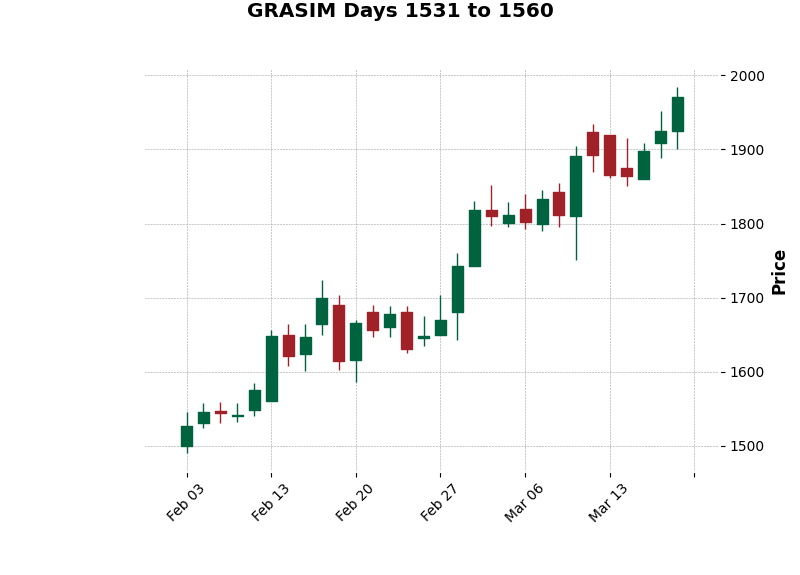 GRASIM Days 1531 to 1560
2000
1900
1800
1700
1600
1500
Price
Feb 03
Feb 13
Feb 20
Feb 27
Mar 06
Mar 13